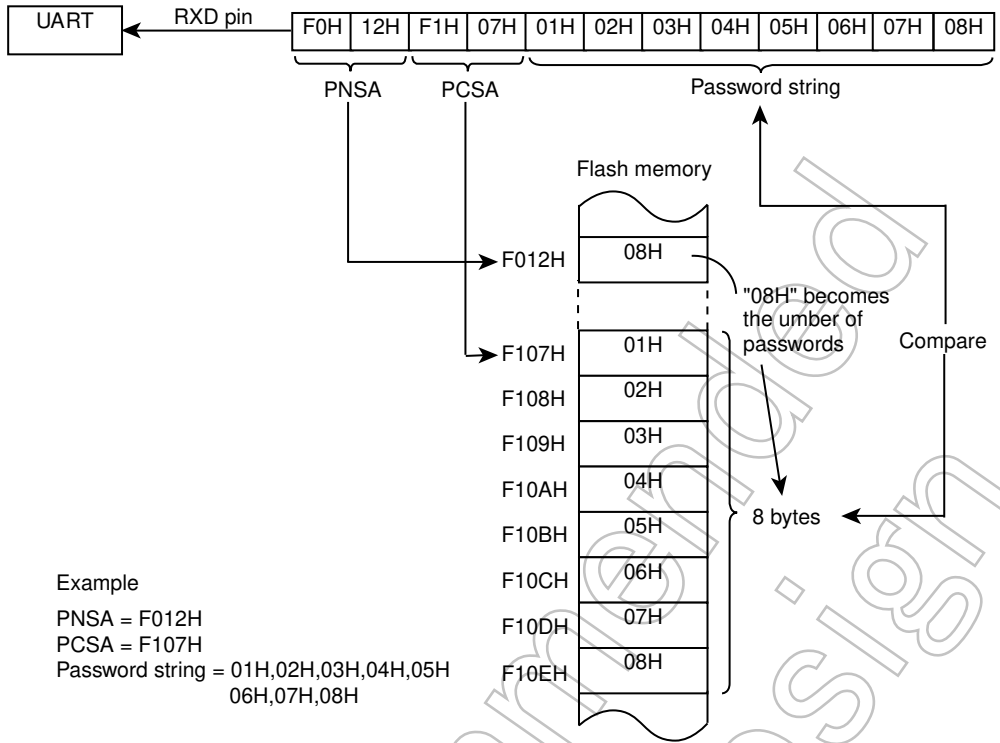 UART
RXD pin
F0H 12H F1H 07H 01H 02H 03H 04H 05H 06H 07H 08H
PNSA PCSA Password string
Flash memory
F012H 08H
"08H" becomes
the umber of
passwords
Compare
F107H 01H
F108H 02H
F109H 03H
F10AH 04H
F10BH 05H
8 bytes
F10CH 06H
F10DH 07H
F10EH 08H
Example
PNSA = F012H
PCSA = F107H
Password string = 01H,02H,03H,04H,05H
06H,07H,08H
mended
esign